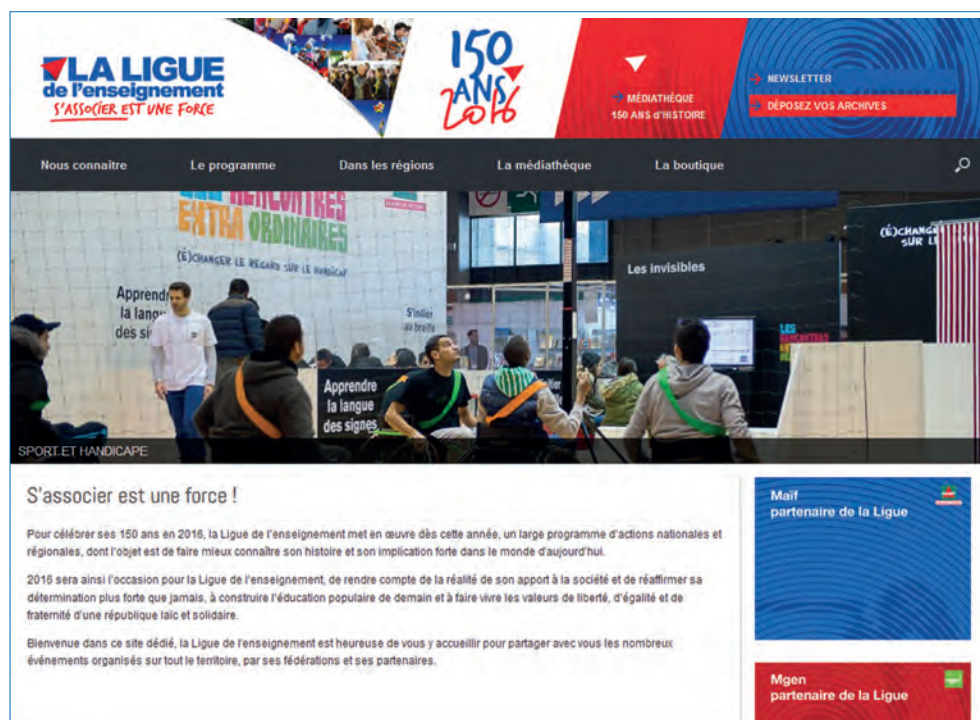 LA LIGUE
de l'enseignement
S'ASSOCIER EST UNE FORCE
150
ANS
2016
MÉDIATHÈQUE
150 ANS d'HISTOIRE
NEWSLETTER
DÉPOSEZ VOS ARCHIVES
Nous connaître
Le programme
Dans les régions
La médiathèque
La boutique
LES RENCONTRES
EXTRA ORDINAIRES
(É)CHANGER LE REGARD SUR LE HANDICAP
Apprendre
la langue
des signes
S'initier
au braille
Les invisibles
(É)CHANGE
SUR
LES
RENCONTRES
Apprendre
la langue
des signes
SPORT ET HANDICAPE
S'associer est une force !
Pour célébrer ses 150 ans en 2016, la Ligue de l'enseignement met en œuvre dès cette année, un large programme d'actions nationales et
régionales, dont l'objet est de faire mieux connaître son histoire et son implication forte dans le monde d'aujourd'hui.
2016 sera ainsi l'occasion pour la Ligue de l'enseignement, de rendre compte de la réalité de son apport à la société et de réaffirmer sa
détermination plus forte que jamais, à construire l'éducation populaire de demain et à faire vivre les valeurs de liberté, d'égalité et de
fraternité d'une république laïc et solidaire.
Bienvenue dans ce site dédié, la Ligue de l'enseignement est heureuse de vous y accueillir pour partager avec vous les nombreux
événements organisés sur tout le territoire, par ses fédérations et ses partenaires.
Maïf
partenaire de la Ligue
Mgen
partenaire de la Ligue